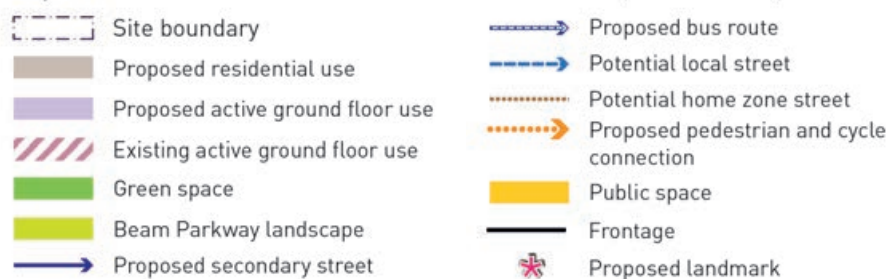 Site boundary
Proposed residential use
Proposed active ground floor use
Existing active ground floor use
Green space
Beam Parkway landscape
Proposed secondary street
Proposed bus route
Potential local street
Potential home zone street
Proposed pedestrian and cycle
connection
Public space
Frontage
Proposed landmark